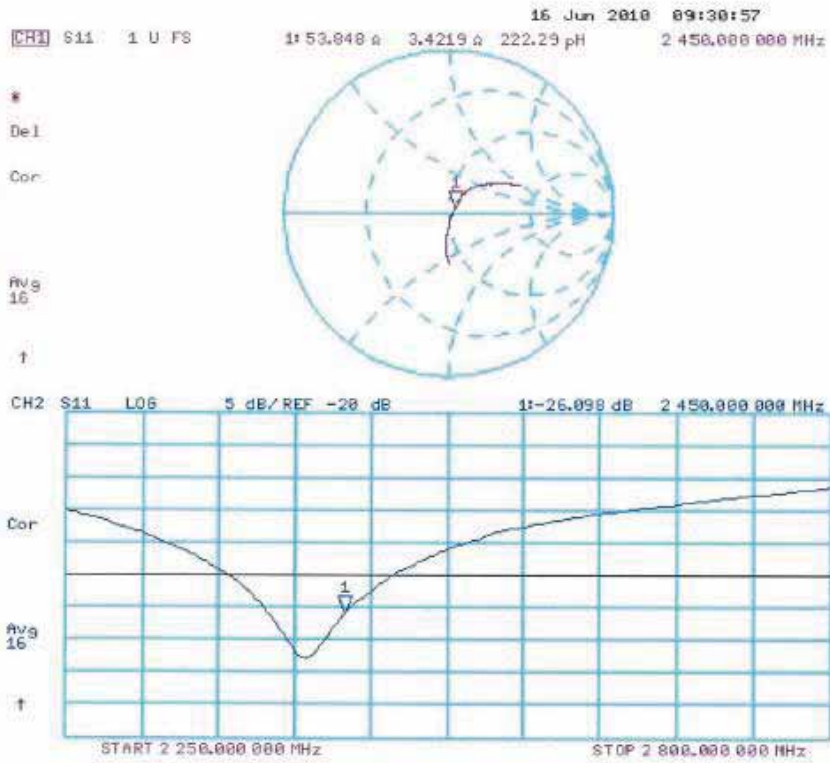 16 Jun 2010 09:30:57
CH1 S11 1 U FS 1: 53.848 Ω 3.4219 Ω 222.29 pH 2 450.000 000 MHz
*
Del
Cor
1
Avg
16
↑
CH2 S11 LOG 5 dB/REF -20 dB 1:-26.098 dB 2 450.000 000 MHz
Cor
1
Avg
16
↑
START 2 250.000 000 MHz STOP 2 800.000 000 MHz